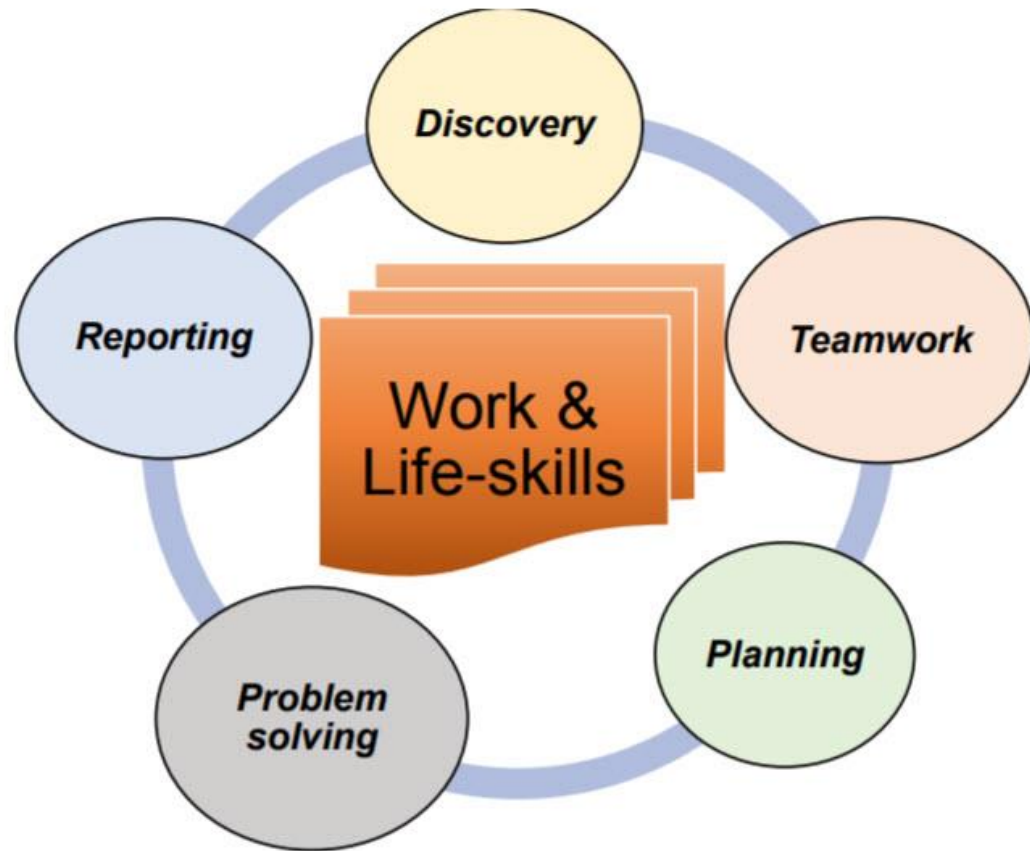 Discovery
Teamwork
Planning
Problem
solving
Reporting
Work &
Life-skills